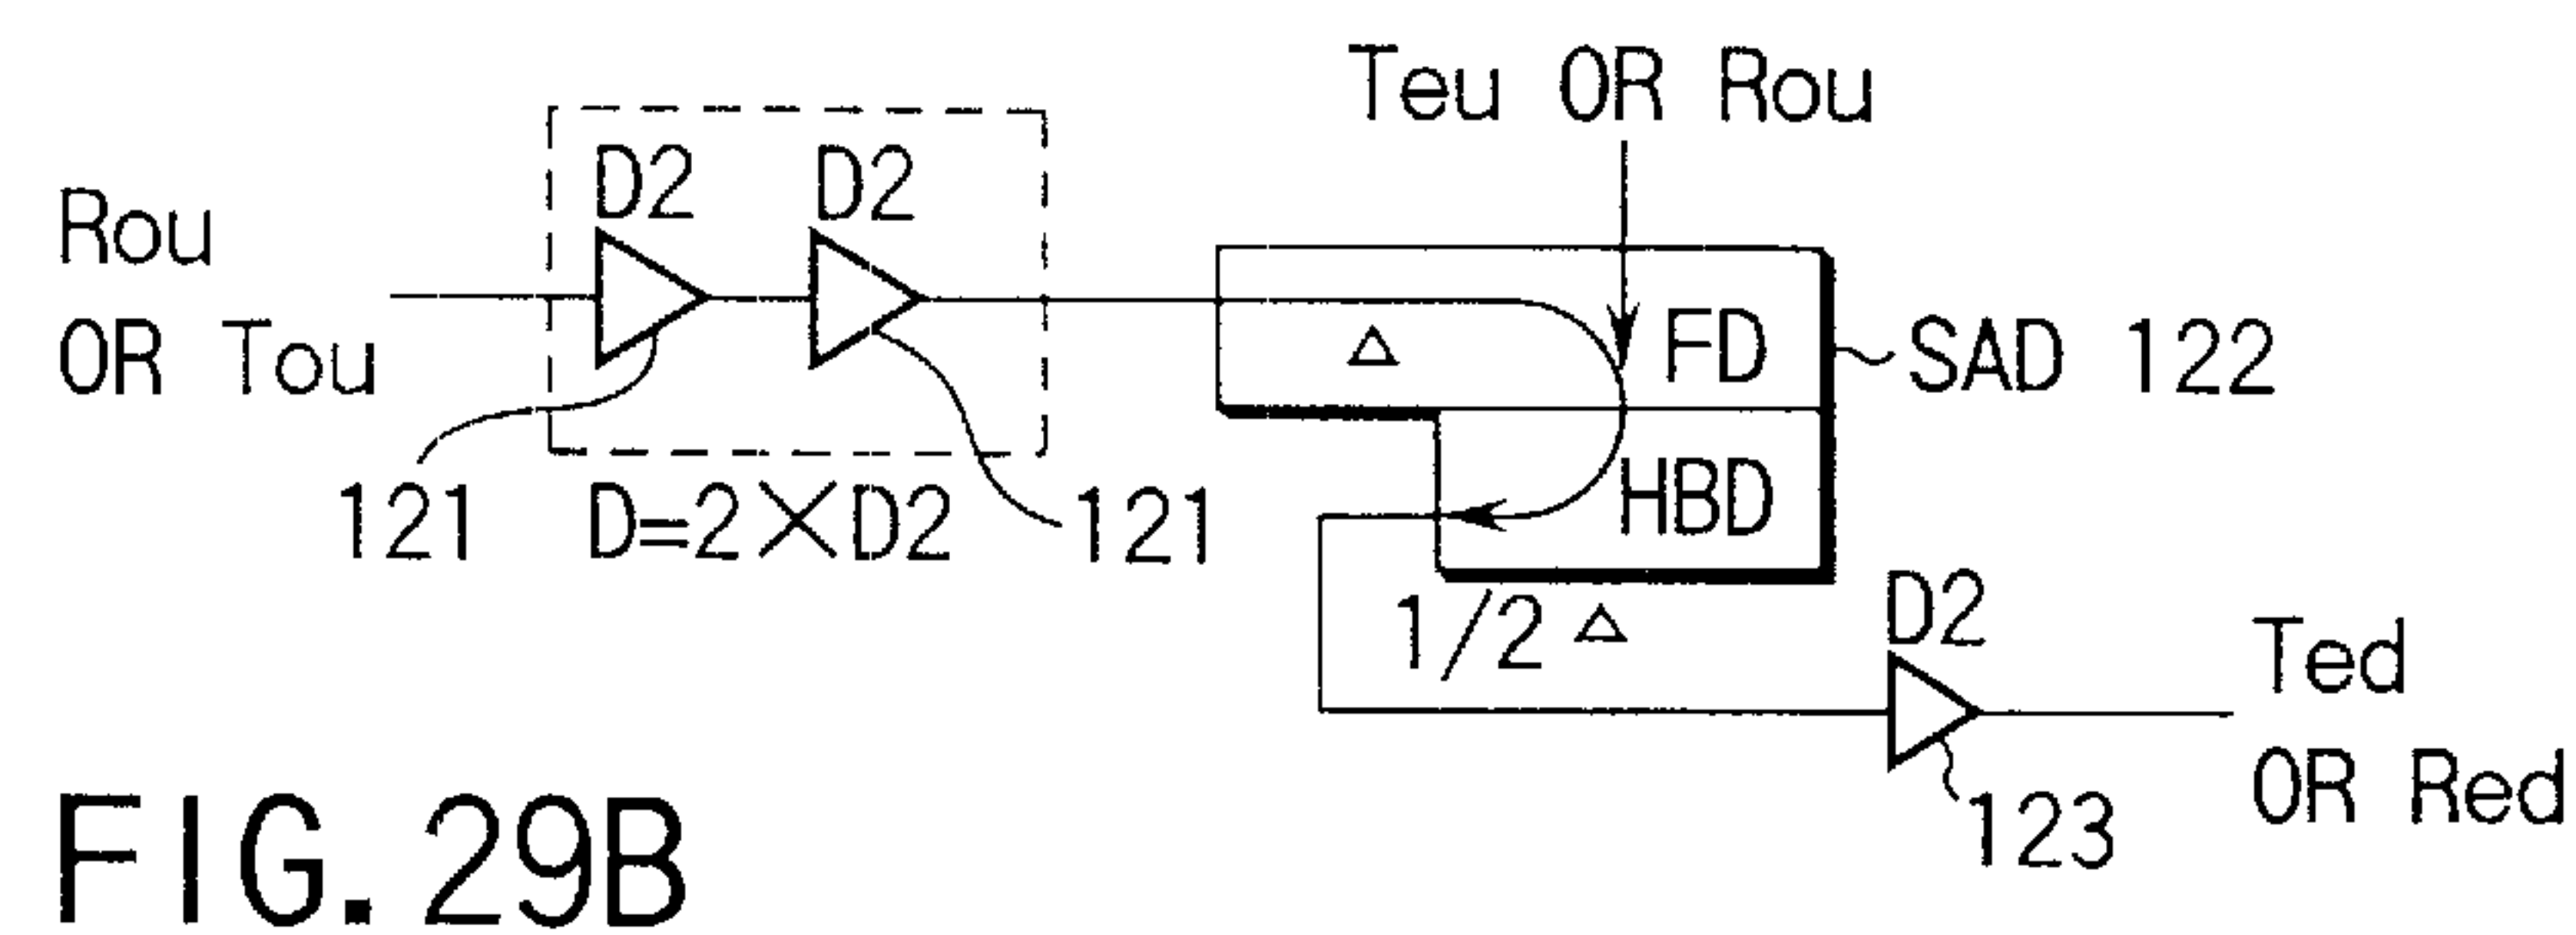 Teu OR Rou
D2 D2
Rou
OR Tou
△ FD
SAD 122
HBD
121 D=2×D2 121
1/2 △
D2
Ted
OR Red
123
FIG. 29B